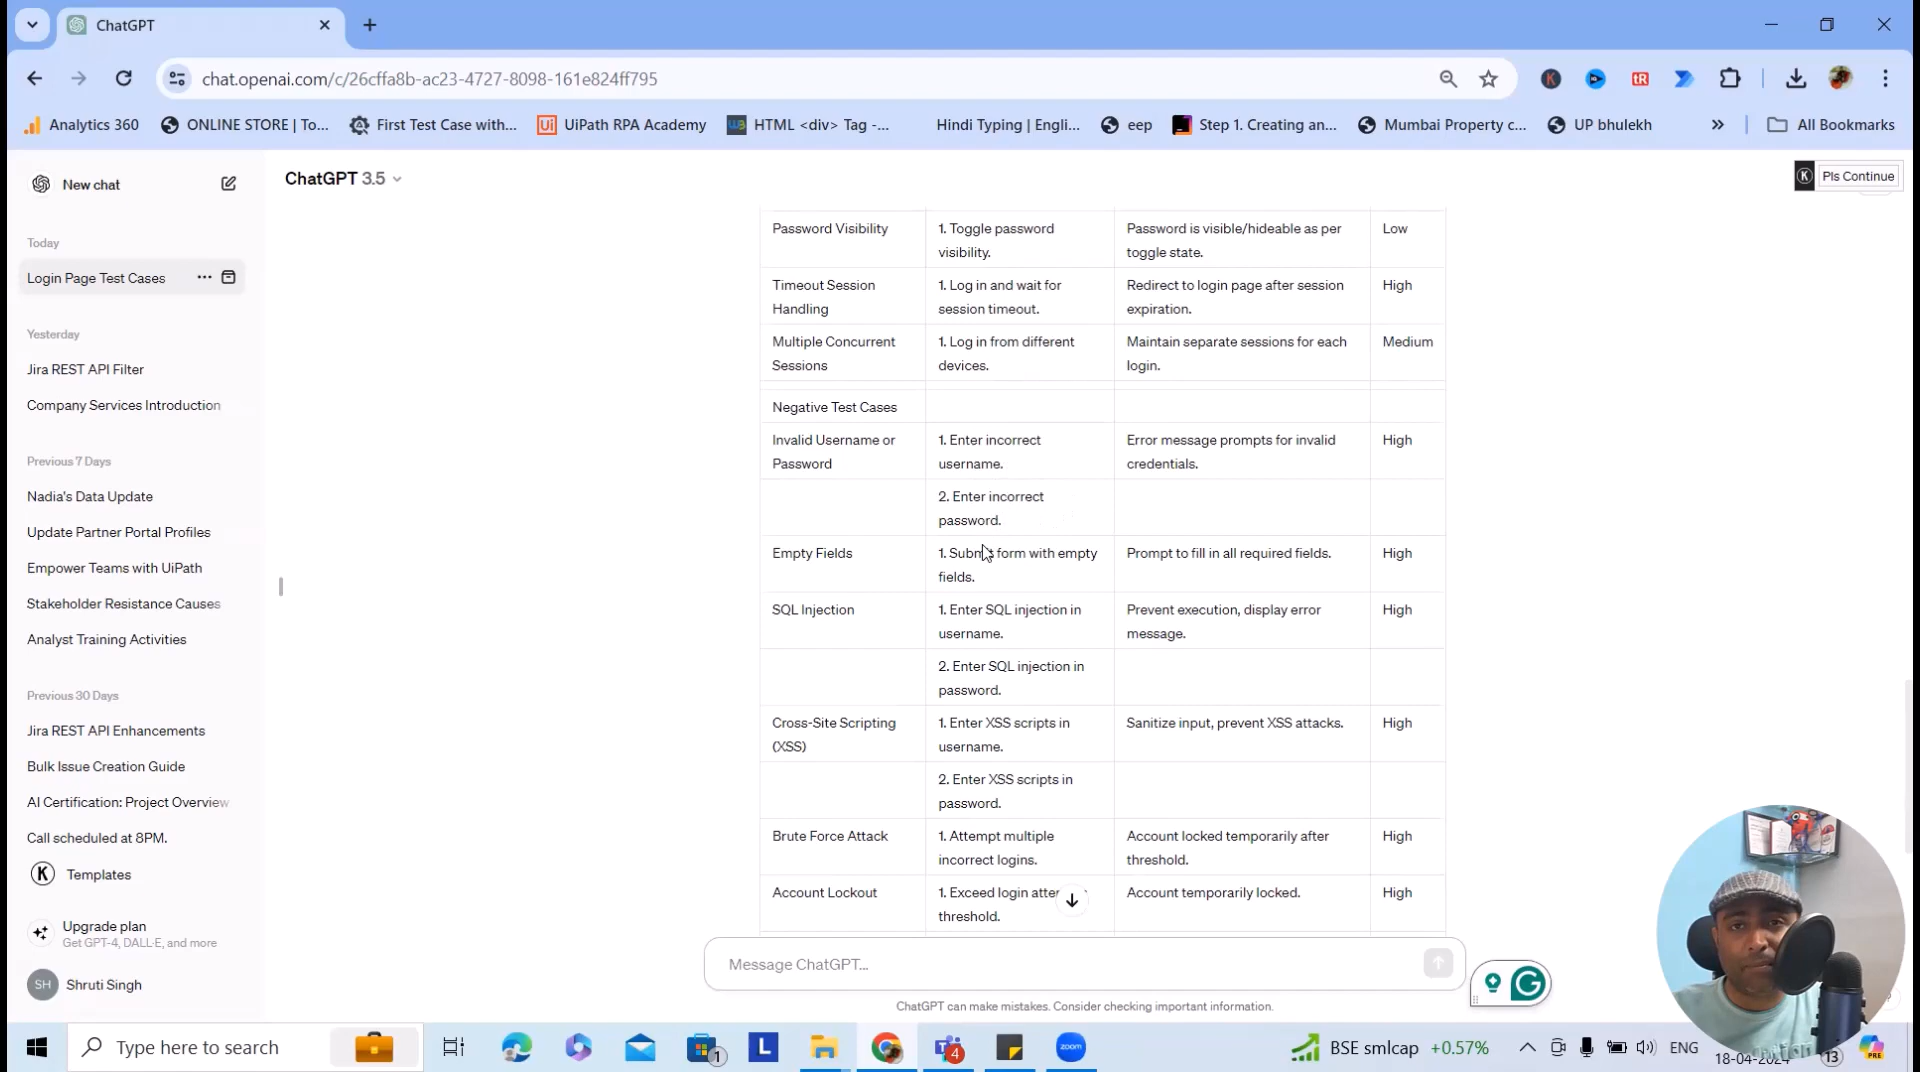 ChatGPT
chat.openai.com/c/26cffa8b-ac23-4727-8098-161e824ff795
Analytics 360
ONLINE STORE | To...
First Test Case with...
UiPath RPA Academy
HTML <div> Tag -...
Hindi Typing | Engli...
eep
Step 1. Creating an...
Mumbai Property c...
UP bhulekh
»
All Bookmarks
New chat
ChatGPT 3.5
Pls Continue
Today
Login Page Test Cases
Yesterday
Jira REST API Filter
Company Services Introduction
Previous 7 Days
Nadia's Data Update
Update Partner Portal Profiles
Empower Teams with UiPath
Stakeholder Resistance Causes
Analyst Training Activities
Previous 30 Days
Jira REST API Enhancements
Bulk Issue Creation Guide
AI Certification: Project Overview
Call scheduled at 8PM.
Templates
Upgrade plan
Get GPT-4, DALL·E, and more
SH
Shruti Singh
Password Visibility
1. Toggle password
visibility.
Password is visible/hideable as per
toggle state.
Low
Timeout Session
Handling
1. Log in and wait for
session timeout.
Redirect to login page after session
expiration.
High
Multiple Concurrent
Sessions
1. Log in from different
devices.
Maintain separate sessions for each
login.
Medium
Negative Test Cases
Invalid Username or
Password
1. Enter incorrect
username.
Error message prompts for invalid
credentials.
High
2. Enter incorrect
password.
Empty Fields
1. Submit form with empty
fields.
Prompt to fill in all required fields.
High
SQL Injection
1. Enter SQL injection in
username.
Prevent execution, display error
message.
High
2. Enter SQL injection in
password.
Cross-Site Scripting
(XSS)
1. Enter XSS scripts in
username.
Sanitize input, prevent XSS attacks.
High
2. Enter XSS scripts in
password.
Brute Force Attack
1. Attempt multiple
incorrect logins.
Account locked temporarily after
threshold.
High
Account Lockout
1. Exceed login
threshold.
Account temporarily locked.
High
Message ChatGPT...
ChatGPT can make mistakes. Consider checking important information.
Type here to search
BSE smlcap +0.57%
ENG
18-04-2024
13